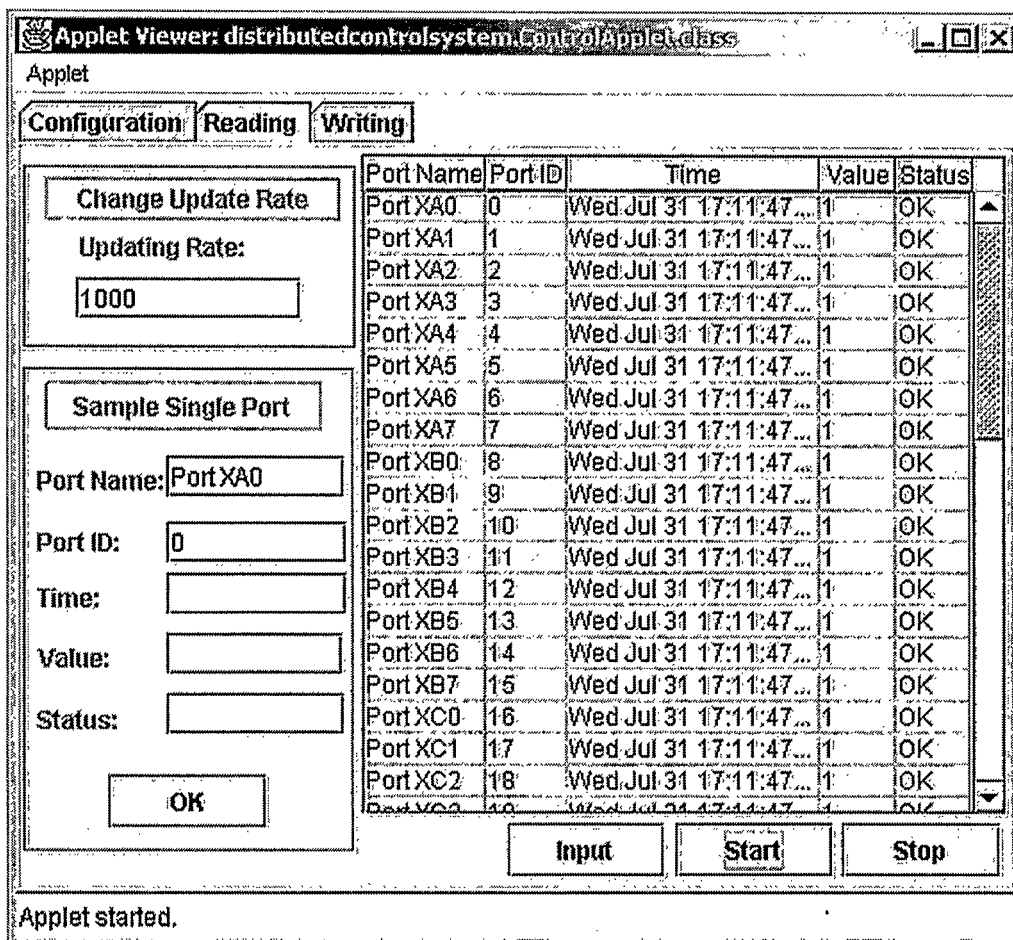 Applet Viewer: distributedcontrolsystem.ControlApplet.class
Applet
Configuration Reading Writing
Change Update Rate
Updating Rate:
1000
Sample Single Port
Port Name: Port XA0
Port ID: 0
Time:
Value:
Status:
OK
Port Name Port ID Time Value Status
Port XA0 0 Wed Jul 31 17:11:47... 1 OK
Port XA1 1 Wed Jul 31 17:11:47... 1 OK
Port XA2 2 Wed Jul 31 17:11:47... 1 OK
Port XA3 3 Wed Jul 31 17:11:47... 1 OK
Port XA4 4 Wed Jul 31 17:11:47... 1 OK
Port XA5 5 Wed Jul 31 17:11:47... 1 OK
Port XA6 6 Wed Jul 31 17:11:47... 1 OK
Port XA7 7 Wed Jul 31 17:11:47... 1 OK
Port XB0 8 Wed Jul 31 17:11:47... 1 OK
Port XB1 9 Wed Jul 31 17:11:47... 1 OK
Port XB2 10 Wed Jul 31 17:11:47... 1 OK
Port XB3 11 Wed Jul 31 17:11:47... 1 OK
Port XB4 12 Wed Jul 31 17:11:47... 1 OK
Port XB5 13 Wed Jul 31 17:11:47... 1 OK
Port XB6 14 Wed Jul 31 17:11:47... 1 OK
Port XB7 15 Wed Jul 31 17:11:47... 1 OK
Port XC0 16 Wed Jul 31 17:11:47... 1 OK
Port XC1 17 Wed Jul 31 17:11:47... 1 OK
Port XC2 18 Wed Jul 31 17:11:47... 1 OK
Input Start Stop
Applet started.